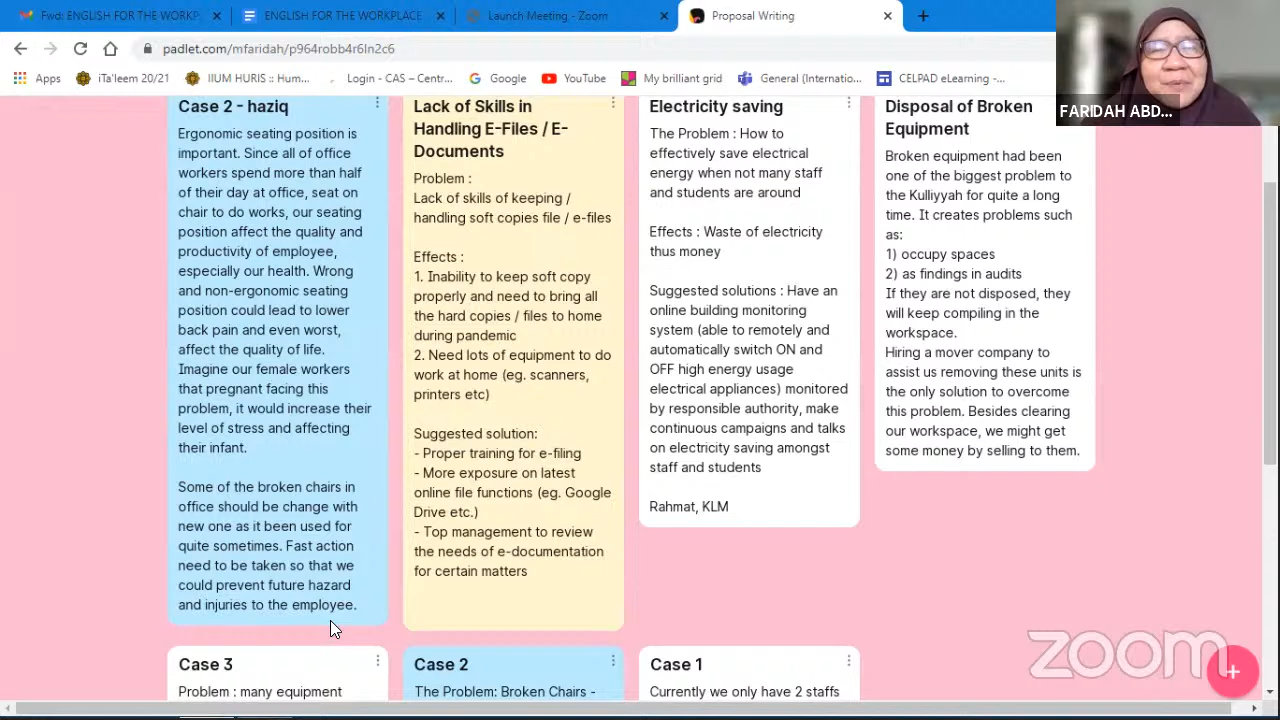 Fwd: ENGLISH FOR THE WORKP
ENGLISH FOR THE WORKPLACE
Launch Meeting - Zoom
Proposal Writing
padlet.com/mfaridah/p964robb4r6ln2c6
Apps
iTa'leem 20/21
IIUM HURIS :: Hum...
Login - CAS – Centr...
Google
YouTube
My brilliant grid
General (Internatio...
CELPAD eLearning -...
FARIDAH ABD...
Case 2 - haziq
Ergonomic seating position is
important. Since all of office
workers spend more than half
of their day at office, seat on
chair to do works, our seating
position affect the quality and
productivity of employee,
especially our health. Wrong
and non-ergonomic seating
position could lead to lower
back pain and even worst,
affect the quality of life.
Imagine our female workers
that pregnant facing this
problem, it would increase their
level of stress and affecting
their infant.
Some of the broken chairs in
office should be change with
new one as it been used for
quite sometimes. Fast action
need to be taken so that we
could prevent future hazard
and injuries to the employee.
Lack of Skills in
Handling E-Files / E-
Documents
Problem :
Lack of skills of keeping /
handling soft copies file / e-files
Effects :
1. Inability to keep soft copy
properly and need to bring all
the hard copies / files to home
during pandemic
2. Need lots of equipment to do
work at home (eg. scanners,
printers etc)
Suggested solution:
- Proper training for e-filing
- More exposure on latest
online file functions (eg. Google
Drive etc.)
- Top management to review
the needs of e-documentation
for certain matters
Electricity saving
The Problem : How to
effectively save electrical
energy when not many staff
and students are around
Effects : Waste of electricity
thus money
Suggested solutions : Have an
online building monitoring
system (able to remotely and
automatically switch ON and
OFF high energy usage
electrical appliances) monitored
by responsible authority, make
continuous campaigns and talks
on electricity saving amongst
staff and students
Rahmat, KLM
Disposal of Broken
Equipment
Broken equipment had been
one of the biggest problem to
the Kulliyyah for quite a long
time. It creates problems such
as:
1) occupy spaces
2) as findings in audits
If they are not disposed, they
will keep compiling in the
workspace.
Hiring a mover company to
assist us removing these units is
the only solution to overcome
this problem. Besides clearing
our workspace, we might get
some money by selling to them.
Case 3
Problem : many equipment
Case 2
The Problem: Broken Chairs -
Case 1
Currently we only have 2 staffs
zoom